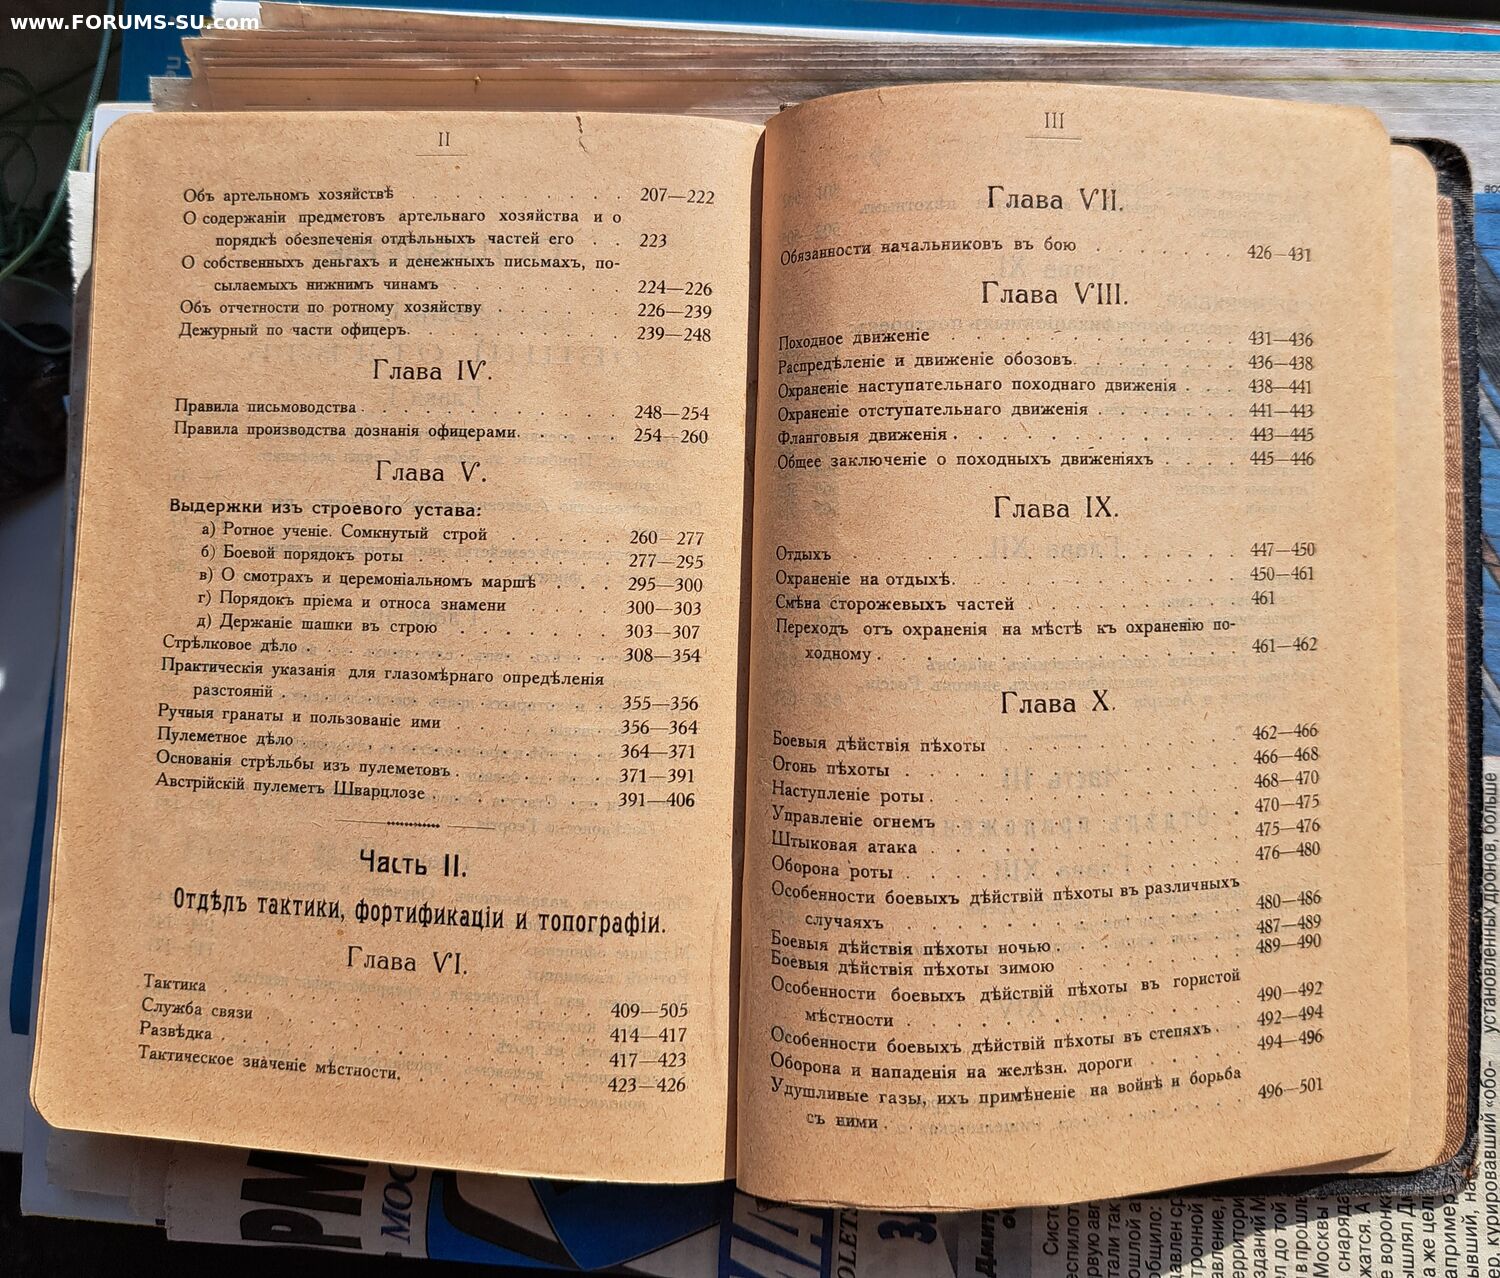 www.FORUMS-SU.com
II
Объ артельномъ хозяйствѣ . . . . . . . . . . 207—222
О содержаніи предметовъ артельнаго хозяйства и о
порядкѣ обезпеченія отдѣльныхъ частей его . . 223
О собственныхъ деньгахъ и денежныхъ письмахъ, по-
сылаемыхъ нижнимъ чинамъ . . . . . . . . 224—226
Объ отчетности по ротному хозяйству . . . . . . 226—239
Дежурный по части офицеръ. . . . . . . . . . 239—248
Глава IV.
Правила письмоводства . . . . . . . . . . . . 248—254
Правила производства дознанія офицерами. . . . . 254—260
Глава V.
Выдержки изъ строевого устава:
а) Ротное ученіе. Сомкнутый строй . . . . . 260—277
б) Боевой порядокъ роты . . . . . . . . . 277—295
в) О смотрахъ и церемоніальномъ маршѣ . . . 295—300
г) Порядокъ пріема и относа знамени . . . . 300—303
д) Держаніе шашки въ строю . . . . . . . 303—307
Стрѣлковое дѣло . . . . . . . . . . . . . . 308—354
Практическія указанія для глазомѣрнаго опредѣленія
разстояній . . . . . . . . . . . . . . . 355—356
Ручныя гранаты и пользованіе ими . . . . . . . 356—364
Пулеметное дѣло . . . . . . . . . . . . . . 364—371
Основанія стрѣльбы изъ пулеметовъ . . . . . . . 371—391
Австрійскій пулеметъ Шварцлозе . . . . . . . . 391—406
Часть II.
Отдѣлъ тактики, фортификаціи и топографіи.
Глава VI.
Тактика . . . . . . . . . . . . . . . . . 409—505
Служба связи . . . . . . . . . . . . . . . 414—417
Развѣдка . . . . . . . . . . . . . . . . . 417—423
Тактическое значеніе мѣстности. . . . . . . . . 423—426
III
Глава VII.
Обязанности начальниковъ въ бою . . . . . . . 426—431
Глава VIII.
Походное движеніе . . . . . . . . . . . . . 431—436
Распредѣленіе и движеніе обозовъ. . . . . . . . 436—438
Охраненіе наступательнаго походнаго движенія . . . 438—441
Охраненіе отступательнаго движенія . . . . . . . 441—443
Фланговыя движенія . . . . . . . . . . . . . 443—445
Общее заключеніе о походныхъ движеніяхъ . . . . 445—446
Глава IX.
Отдыхъ . . . . . . . . . . . . . . . . . . 447—450
Охраненіе на отдыхѣ. . . . . . . . . . . . . 450—461
Смѣна сторожевыхъ частей . . . . . . . . . . 461
Переходъ отъ охраненія на мѣстѣ къ охраненію по-
ходному . . . . . . . . . . . . . . . . 461—462
Глава X.
Боевыя дѣйствія пѣхоты . . . . . . . . . . . 462—466
Огонь пѣхоты . . . . . . . . . . . . . . . 466—468
Наступленіе роты . . . . . . . . . . . . . . 468—470
Управленіе огнемъ . . . . . . . . . . . . . 470—475
Штыковая атака . . . . . . . . . . . . . . 475—476
Оборона роты . . . . . . . . . . . . . . . 476—480
Особенности боевыхъ дѣйствій пѣхоты въ различныхъ
случаяхъ . . . . . . . . . . . . . . . 480—486
Боевыя дѣйствія пѣхоты ночью . . . . . . . . . 487—489
Боевыя дѣйствія пѣхоты зимою . . . . . . . . . 489—490
Особенности боевыхъ дѣйствій пѣхоты въ гористой
мѣстности . . . . . . . . . . . . . . . 490—492
Особенности боевыхъ дѣйствій пѣхоты въ степяхъ . . 492—494
Оборона и нападенія на желѣзн. дороги . . . . . 494—496
Удушливые газы, ихъ примѣненіе на войнѣ и борьба
съ ними . . . . . . . . . . . . . . . . 496—501
установленных дронов, больше